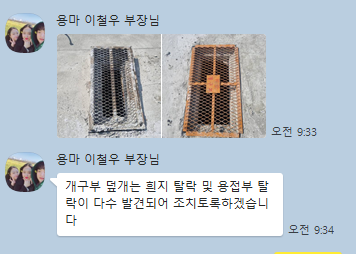 용마 이철우 부장님
오전 9:33
용마 이철우 부장님
개구부 덮개는 힌지 탈락 및 용접부 탈
락이 다수 발견되어 조치토록하겠습니
다
오전 9:34